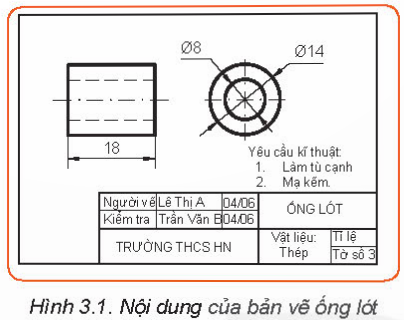 Ø8
Ø14
18
Yêu cầu kĩ thuật:
1. Làm tù cạnh
2. Mạ kẽm.
Người vẽ Lê Thị A 04/06
Kiểm tra Trần Văn B 04/06
ỐNG LÓT
TRƯỜNG THCS HN
Vật liệu:
Thép
Tỉ lệ
Tờ số 3
Hình 3.1. Nội dung của bản vẽ ống lót